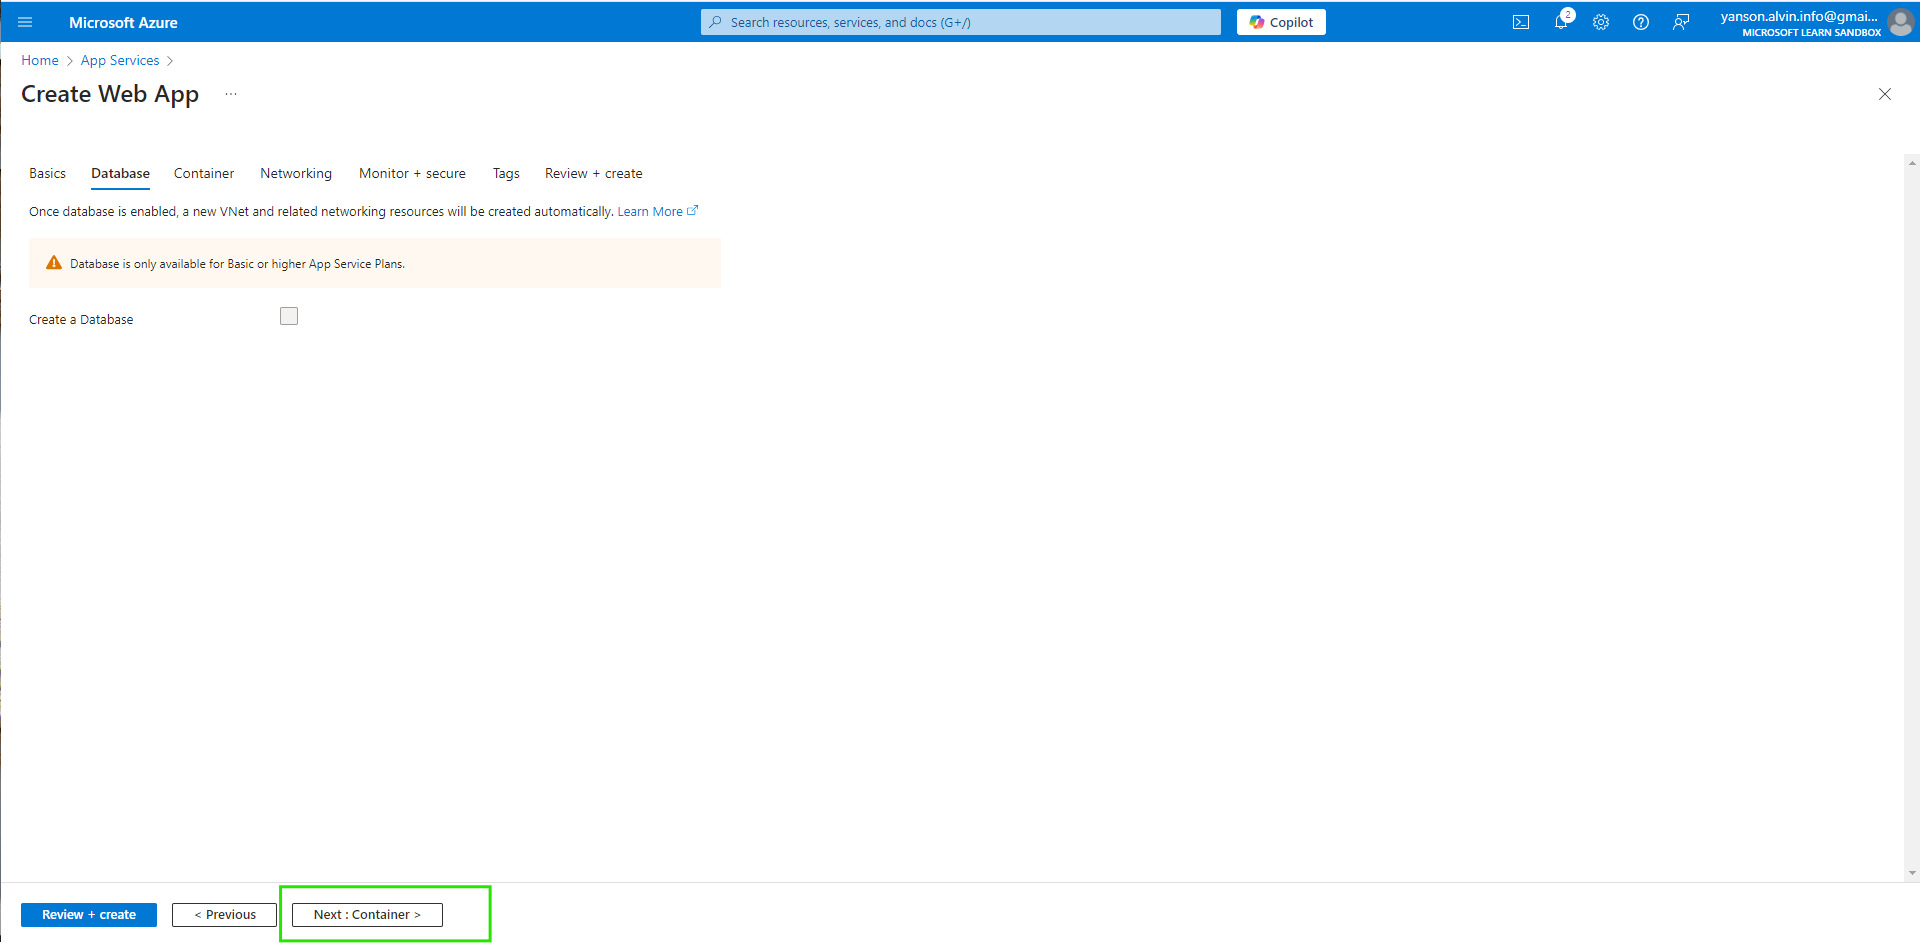 Microsoft Azure
Search resources, services, and docs (G+/)
Copilot
2
yanson.alvin.info@gmai...
MICROSOFT LEARN SANDBOX
Home > App Services >
Create Web App ...
Basics Database Container Networking Monitor + secure Tags Review + create
Once database is enabled, a new VNet and related networking resources will be created automatically. Learn More
Database is only available for Basic or higher App Service Plans.
Create a Database
Review + create < Previous Next : Container >